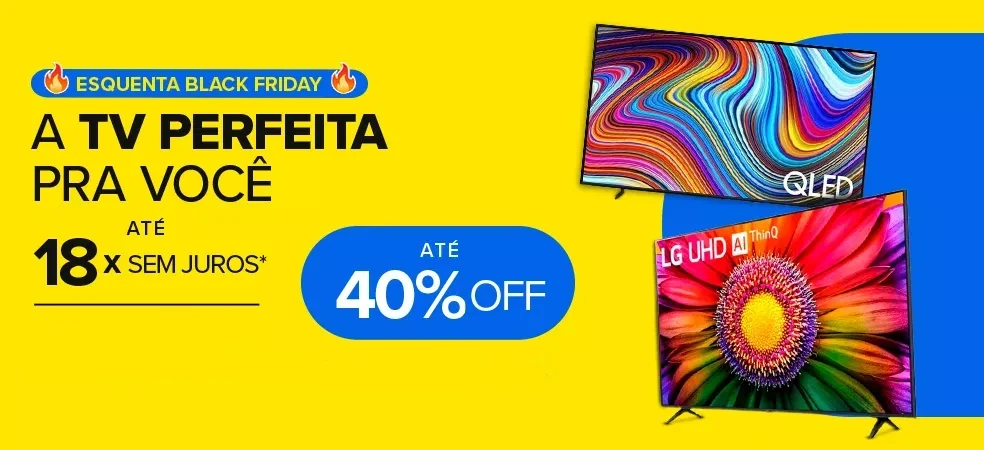 🔥 ESQUENTA BLACK FRIDAY 🔥
A TV PERFEITA
PRA VOCÊ
ATÉ
18 X SEM JUROS*
ATÉ
40% OFF
QLED
LG UHD AI ThinQ